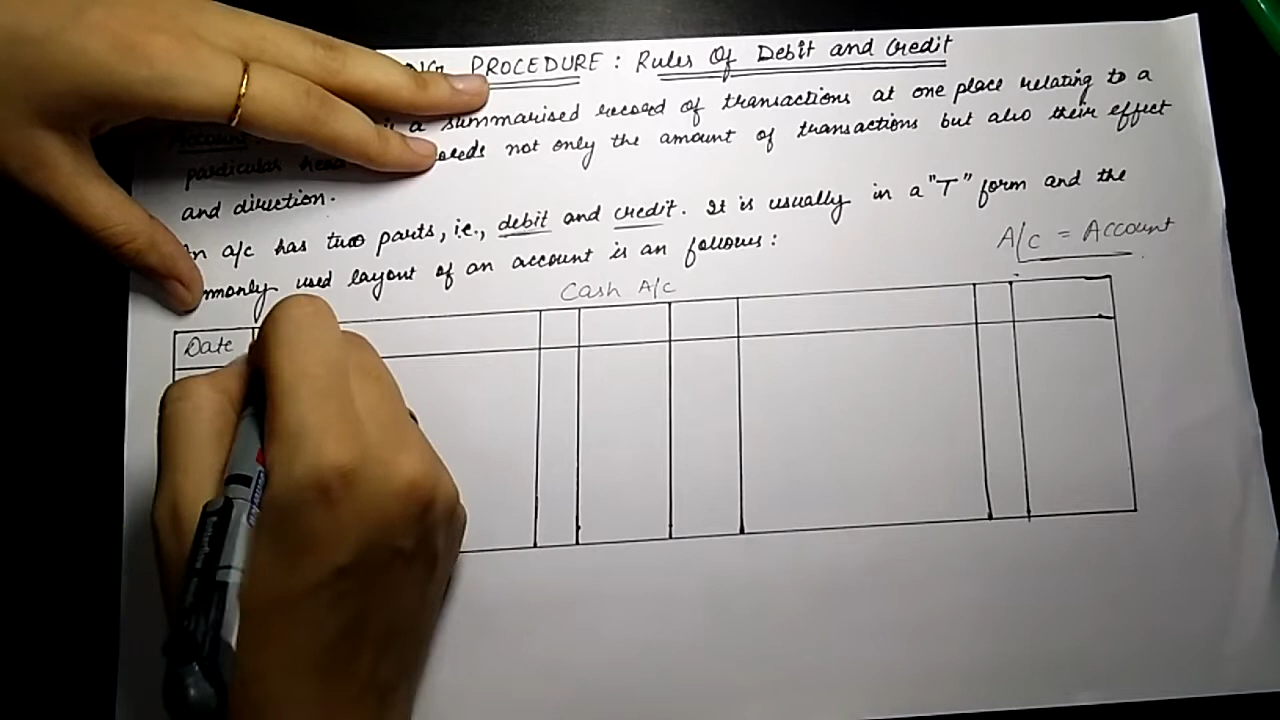 PROCEDURE : Rules Of Debit and Credit
a summarised record of transactions at one place relating to a
particular not only the amount of transactions but also their effect
and direction.
a/c has two parts, i.e., debit and credit. It is usually in a "T" form and the
used layout of an account is an follows :
A/c = Account
Cash A/c
Date